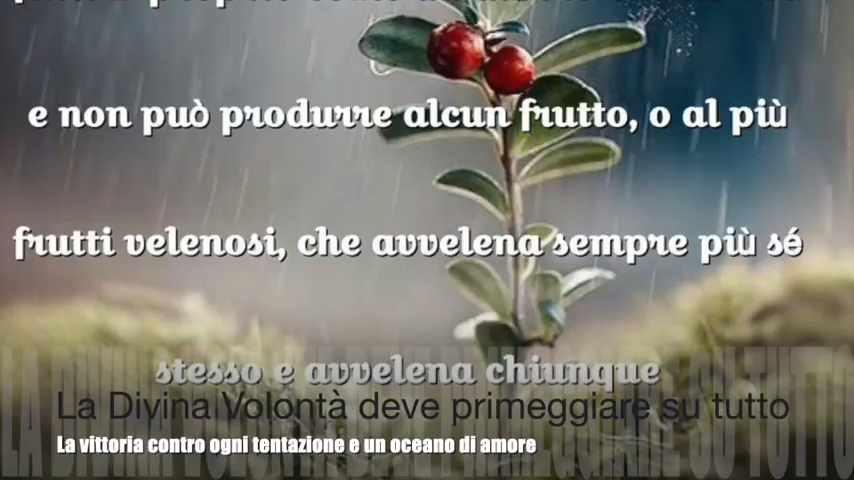 e non può produrre alcun frutto, o al più
frutti velenosi, che avvelena sempre più sé
stesso e avvelena chiunque
La Divina Volontà deve primeggiare su tutto
La vittoria contro ogni tentazione e un oceano di amore